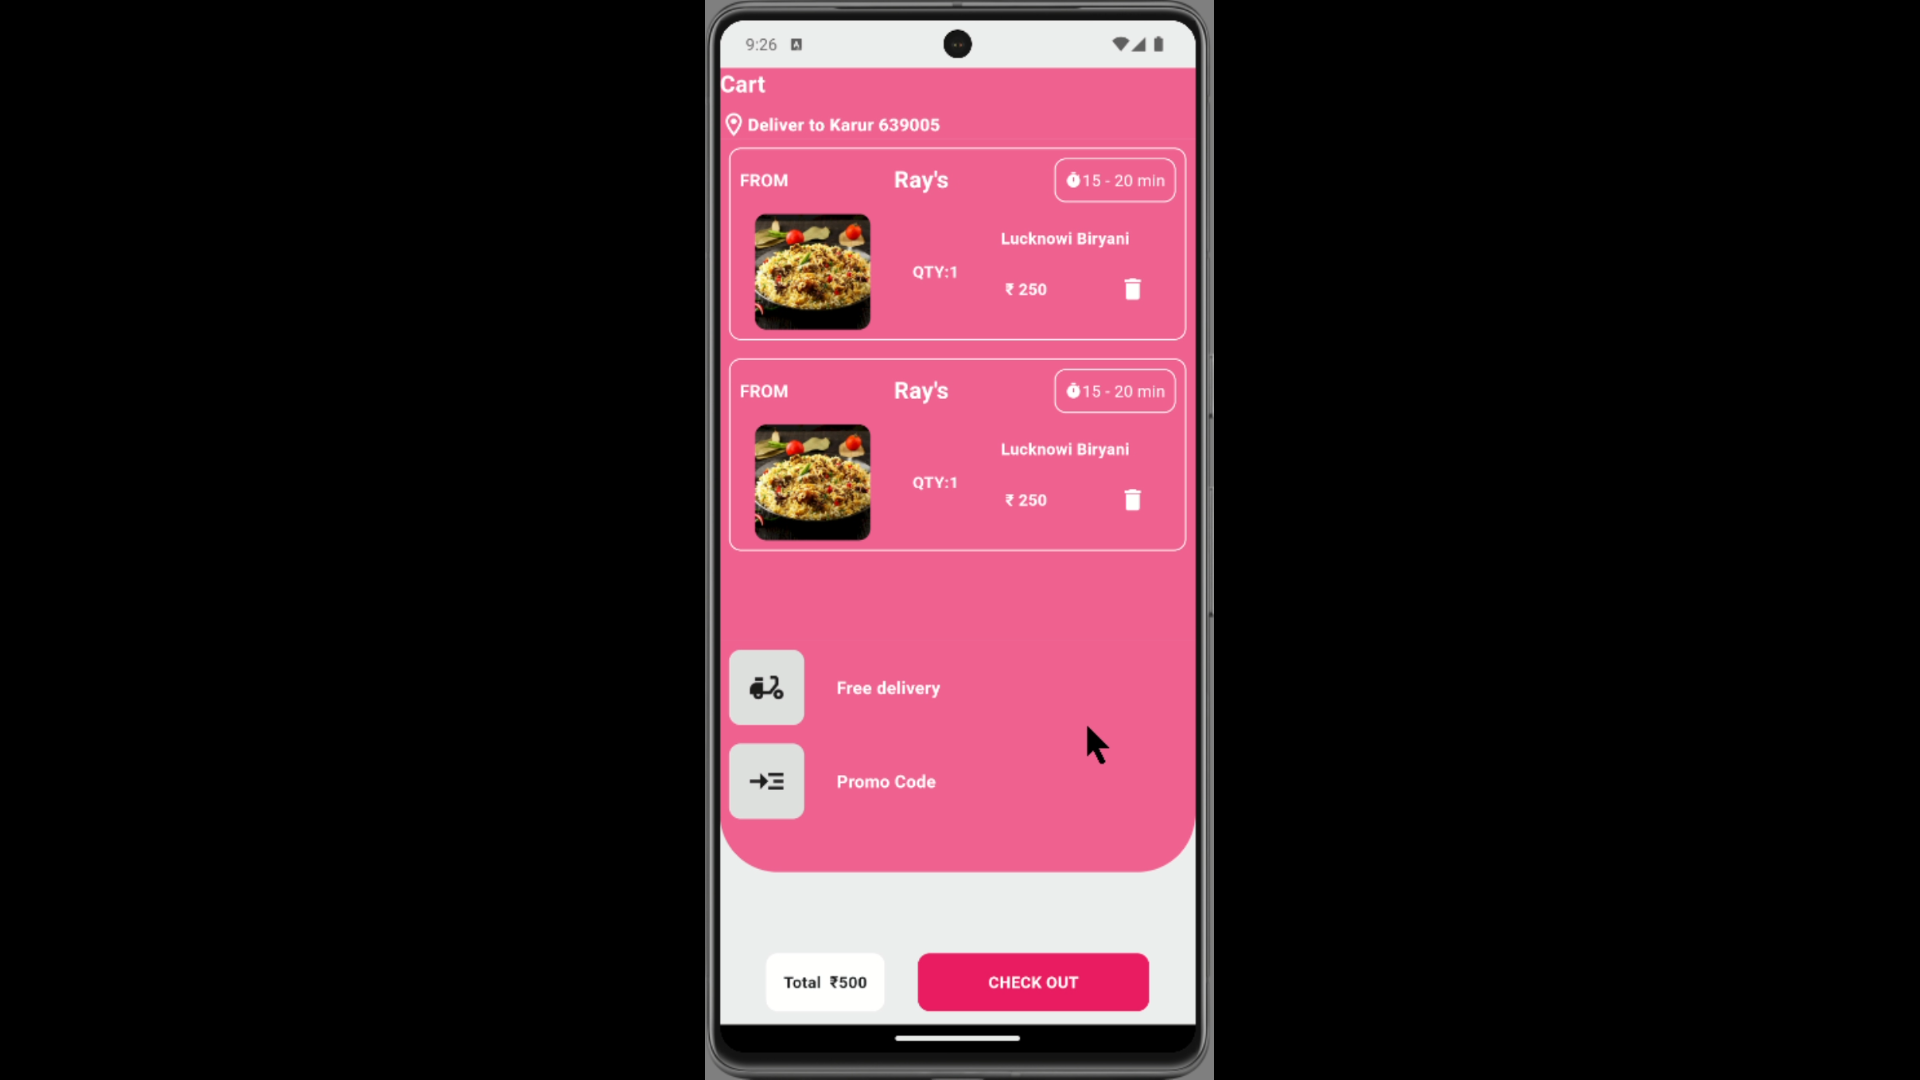 9:26
Cart
Deliver to Karur 639005
FROM Ray's 15 - 20 min
Lucknowi Biryani
QTY:1
₹ 250
FROM Ray's 15 - 20 min
Lucknowi Biryani
QTY:1
₹ 250
Free delivery
Promo Code
Total ₹500 CHECK OUT